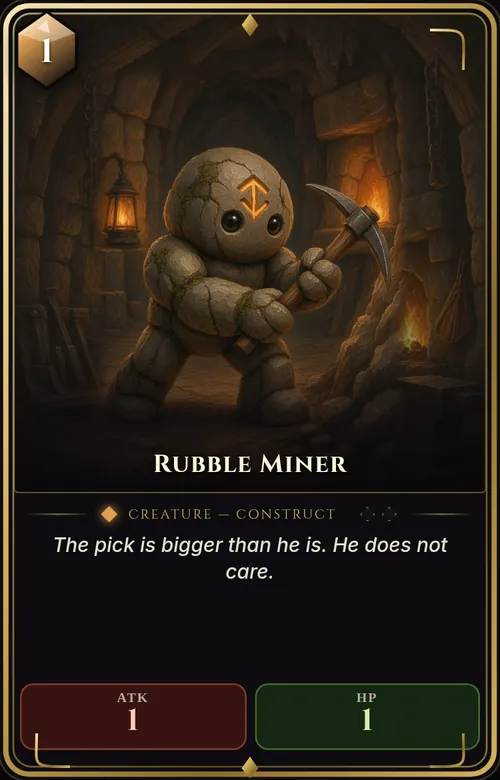 1
Rubble Miner
CREATURE — CONSTRUCT
The pick is bigger than he is. He does not
care.
ATK
1
HP
1